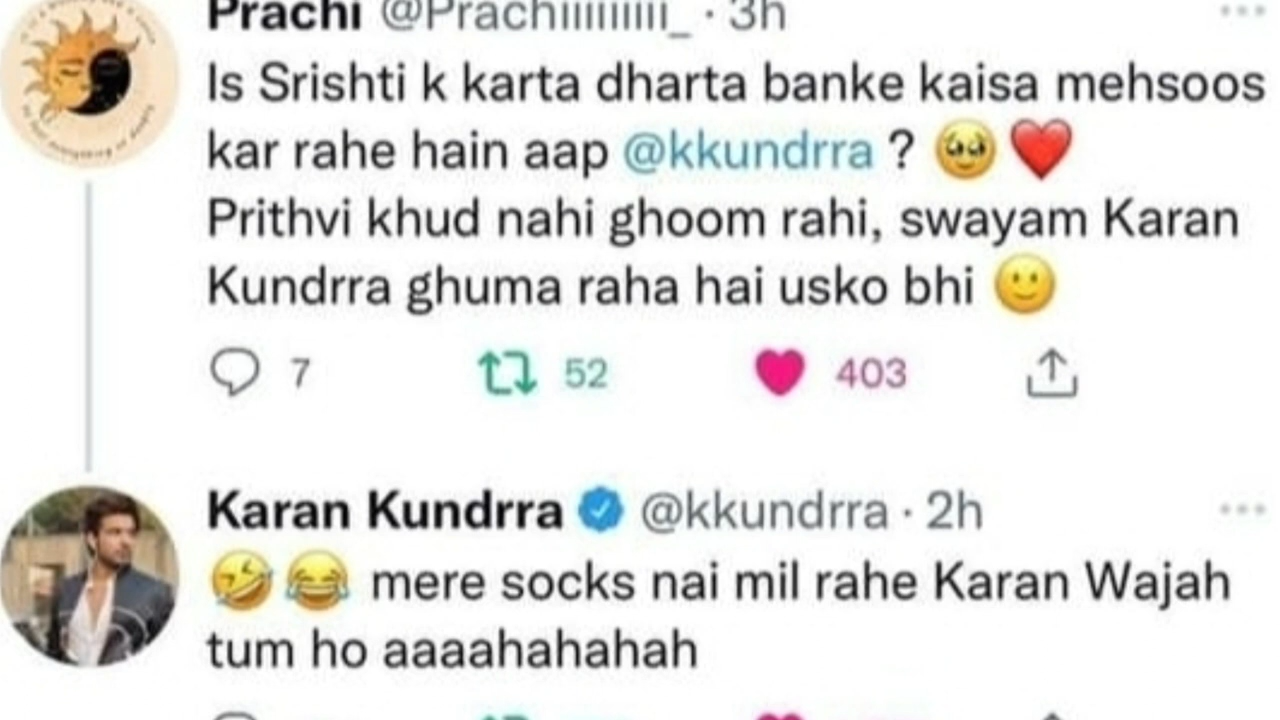 Prachi @Prachiiiiiiiiii_ · 3h
Is Srishti k karta dharta banke kaisa mehsoos
kar rahe hain aap @kkundrra ? 🥹❤️
Prithvi khud nahi ghoom rahi, swayam Karan
Kundrra ghuma raha hai usko bhi 🙂
7 52 403
Karan Kundrra @kkundrra · 2h
🤣😂 mere socks nai mil rahe Karan Wajah
tum ho aaaahahahah